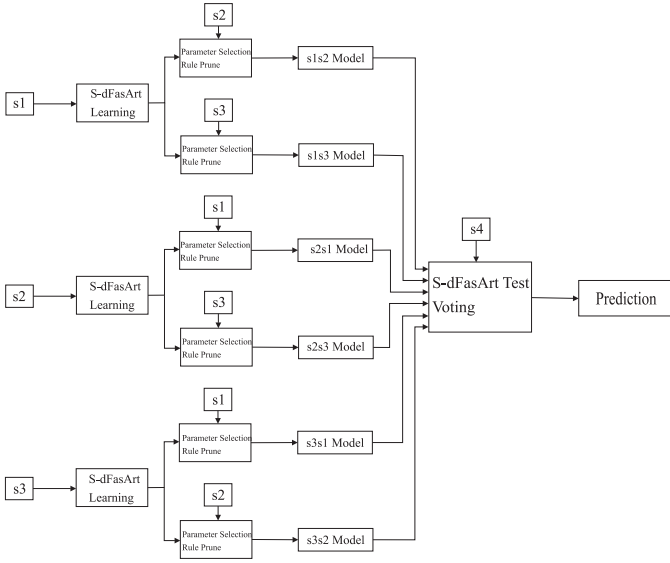 s2
Parameter Selection
Rule Prune
s1s2 Model
s1
S-dFasArt
Learning
s3
Parameter Selection
Rule Prune
s1s3 Model
s1
Parameter Selection
Rule Prune
s2s1 Model
s2
S-dFasArt
Learning
s3
Parameter Selection
Rule Prune
s2s3 Model
s4
S-dFasArt Test
Voting
Prediction
s1
Parameter Selection
Rule Prune
s3s1 Model
s3
S-dFasArt
Learning
s2
Parameter Selection
Rule Prune
s3s2 Model